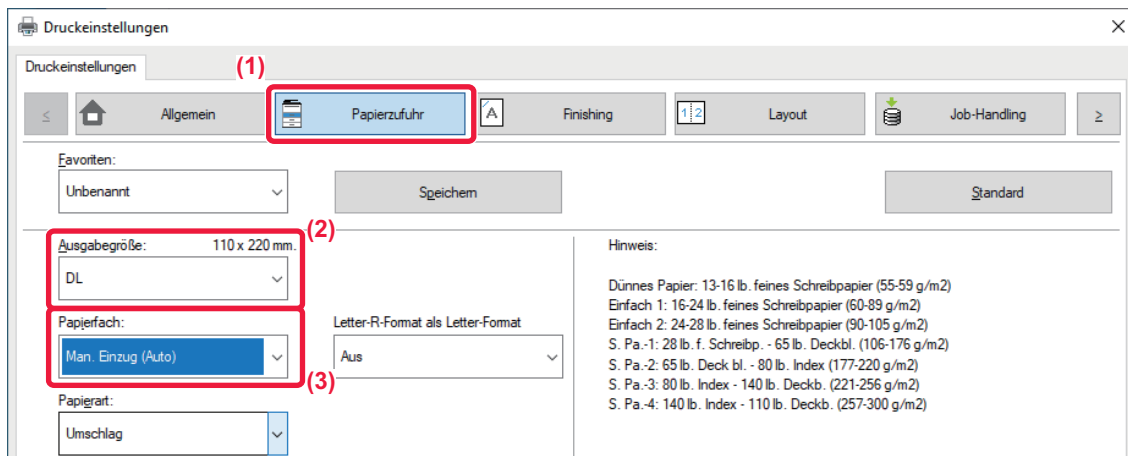 Druckeinstellungen
Druckeinstellungen
(1)
< Allgemein Papierzufuhr A Finishing 1 2 Layout Job-Handling >
Favoriten:
Unbenannt Speichern Standard
(2)
Ausgabegröße: 110 x 220 mm.
DL
Papierfach:
Man. Einzug (Auto)
(3)
Letter-R-Format als Letter-Format
Aus
Papierart:
Umschlag
Hinweis:
Dünnes Papier: 13-16 lb. feines Schreibpapier (55-59 g/m2)
Einfach 1: 16-24 lb. feines Schreibpapier (60-89 g/m2)
Einfach 2: 24-28 lb. feines Schreibpapier (90-105 g/m2)
S. Pa.-1: 28 lb. f. Schreibp. - 65 lb. Deckbl. (106-176 g/m2)
S. Pa.-2: 65 lb. Deck bl. - 80 lb. Index (177-220 g/m2)
S. Pa.-3: 80 lb. Index - 140 lb. Deckb. (221-256 g/m2)
S. Pa.-4: 140 lb. Index - 110 lb. Deckb. (257-300 g/m2)